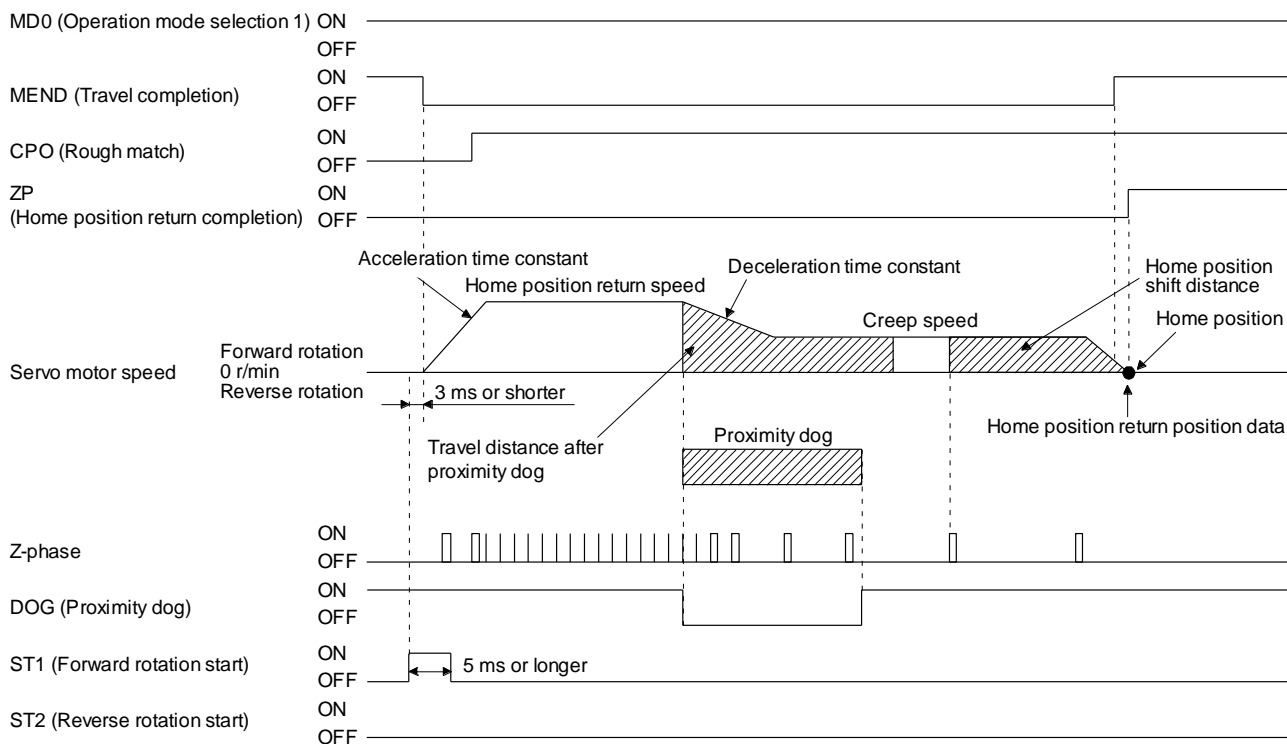 MD0 (Operation mode selection 1) ON
OFF
MEND (Travel completion) ON
OFF
CPO (Rough match) ON
OFF
ZP
(Home position return completion) ON
OFF
Acceleration time constant
Home position return speed
Deceleration time constant
Creep speed
Home position
shift distance
Home position
Servo motor speed
Forward rotation
0 r/min
Reverse rotation
3 ms or shorter
Travel distance after
proximity dog
Proximity dog
Home position return position data
Z-phase ON
OFF
DOG (Proximity dog) ON
OFF
ST1 (Forward rotation start) ON
OFF
5 ms or longer
ST2 (Reverse rotation start) ON
OFF